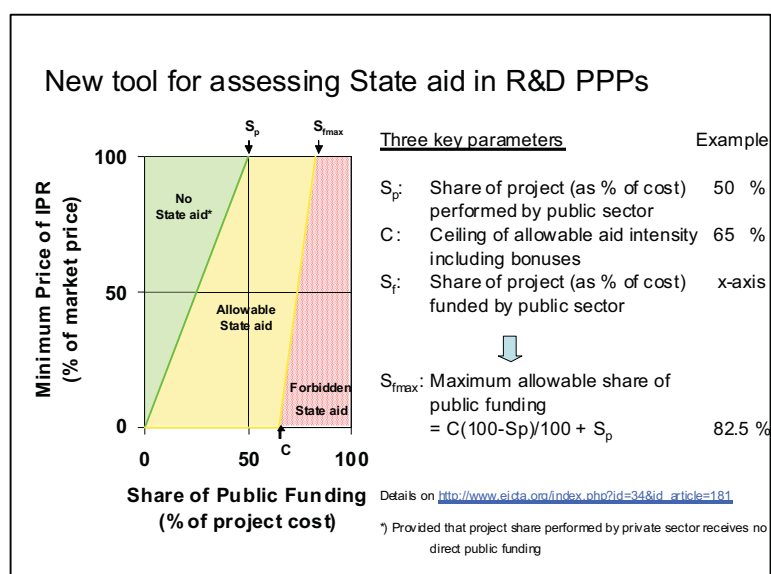 New tool for assessing State aid in R&D PPPs
Sp
Sfmax
100
50
0
Minimum Price of IPR
(% of market price)
No
State aid*
Allowable
State aid
Forbidden
State aid
C
0 50 100
Share of Public Funding
(% of project cost)
Three key parameters Example
Sp: Share of project (as % of cost) 50 %
performed by public sector
C: Ceiling of allowable aid intensity 65 %
including bonuses
Sf: Share of project (as % of cost) x-axis
funded by public sector
Sfmax: Maximum allowable share of
public funding
= C(100-Sp)/100 + Sp 82.5 %
Details on http://www.eicta.org/index.php?id=34&id_article=181
*) Provided that project share performed by private sector receives no
direct public funding